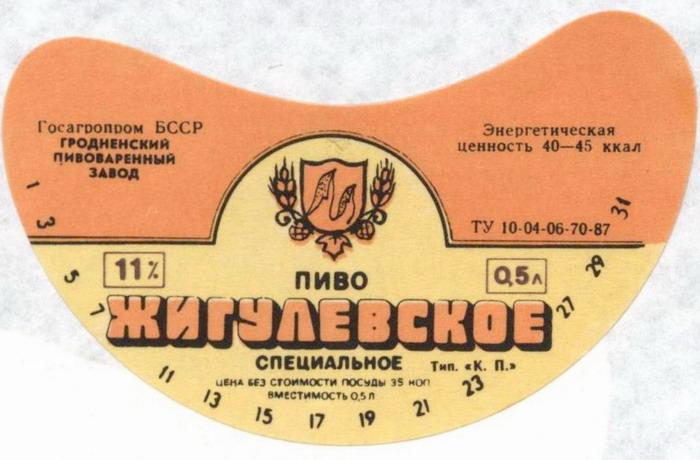 Госагропром БССР
ГРОДНЕНСКИЙ
ПИВОВАРЕННЫЙ
ЗАВОД
Энергетическая
ценность 40—45 ккал
ТУ 10-04-06-70-87
11%
ПИВО
0,5л
ЖИГУЛЕВСКОЕ
СПЕЦИАЛЬНОЕ Тип. «К. П.»
ЦЕНА БЕЗ СТОИМОСТИ ПОСУДЫ 35 КОП
ВМЕСТИМОСТЬ 0,5 л
1 3 5 7 11 13 15 17 19 21 23 27 29 31